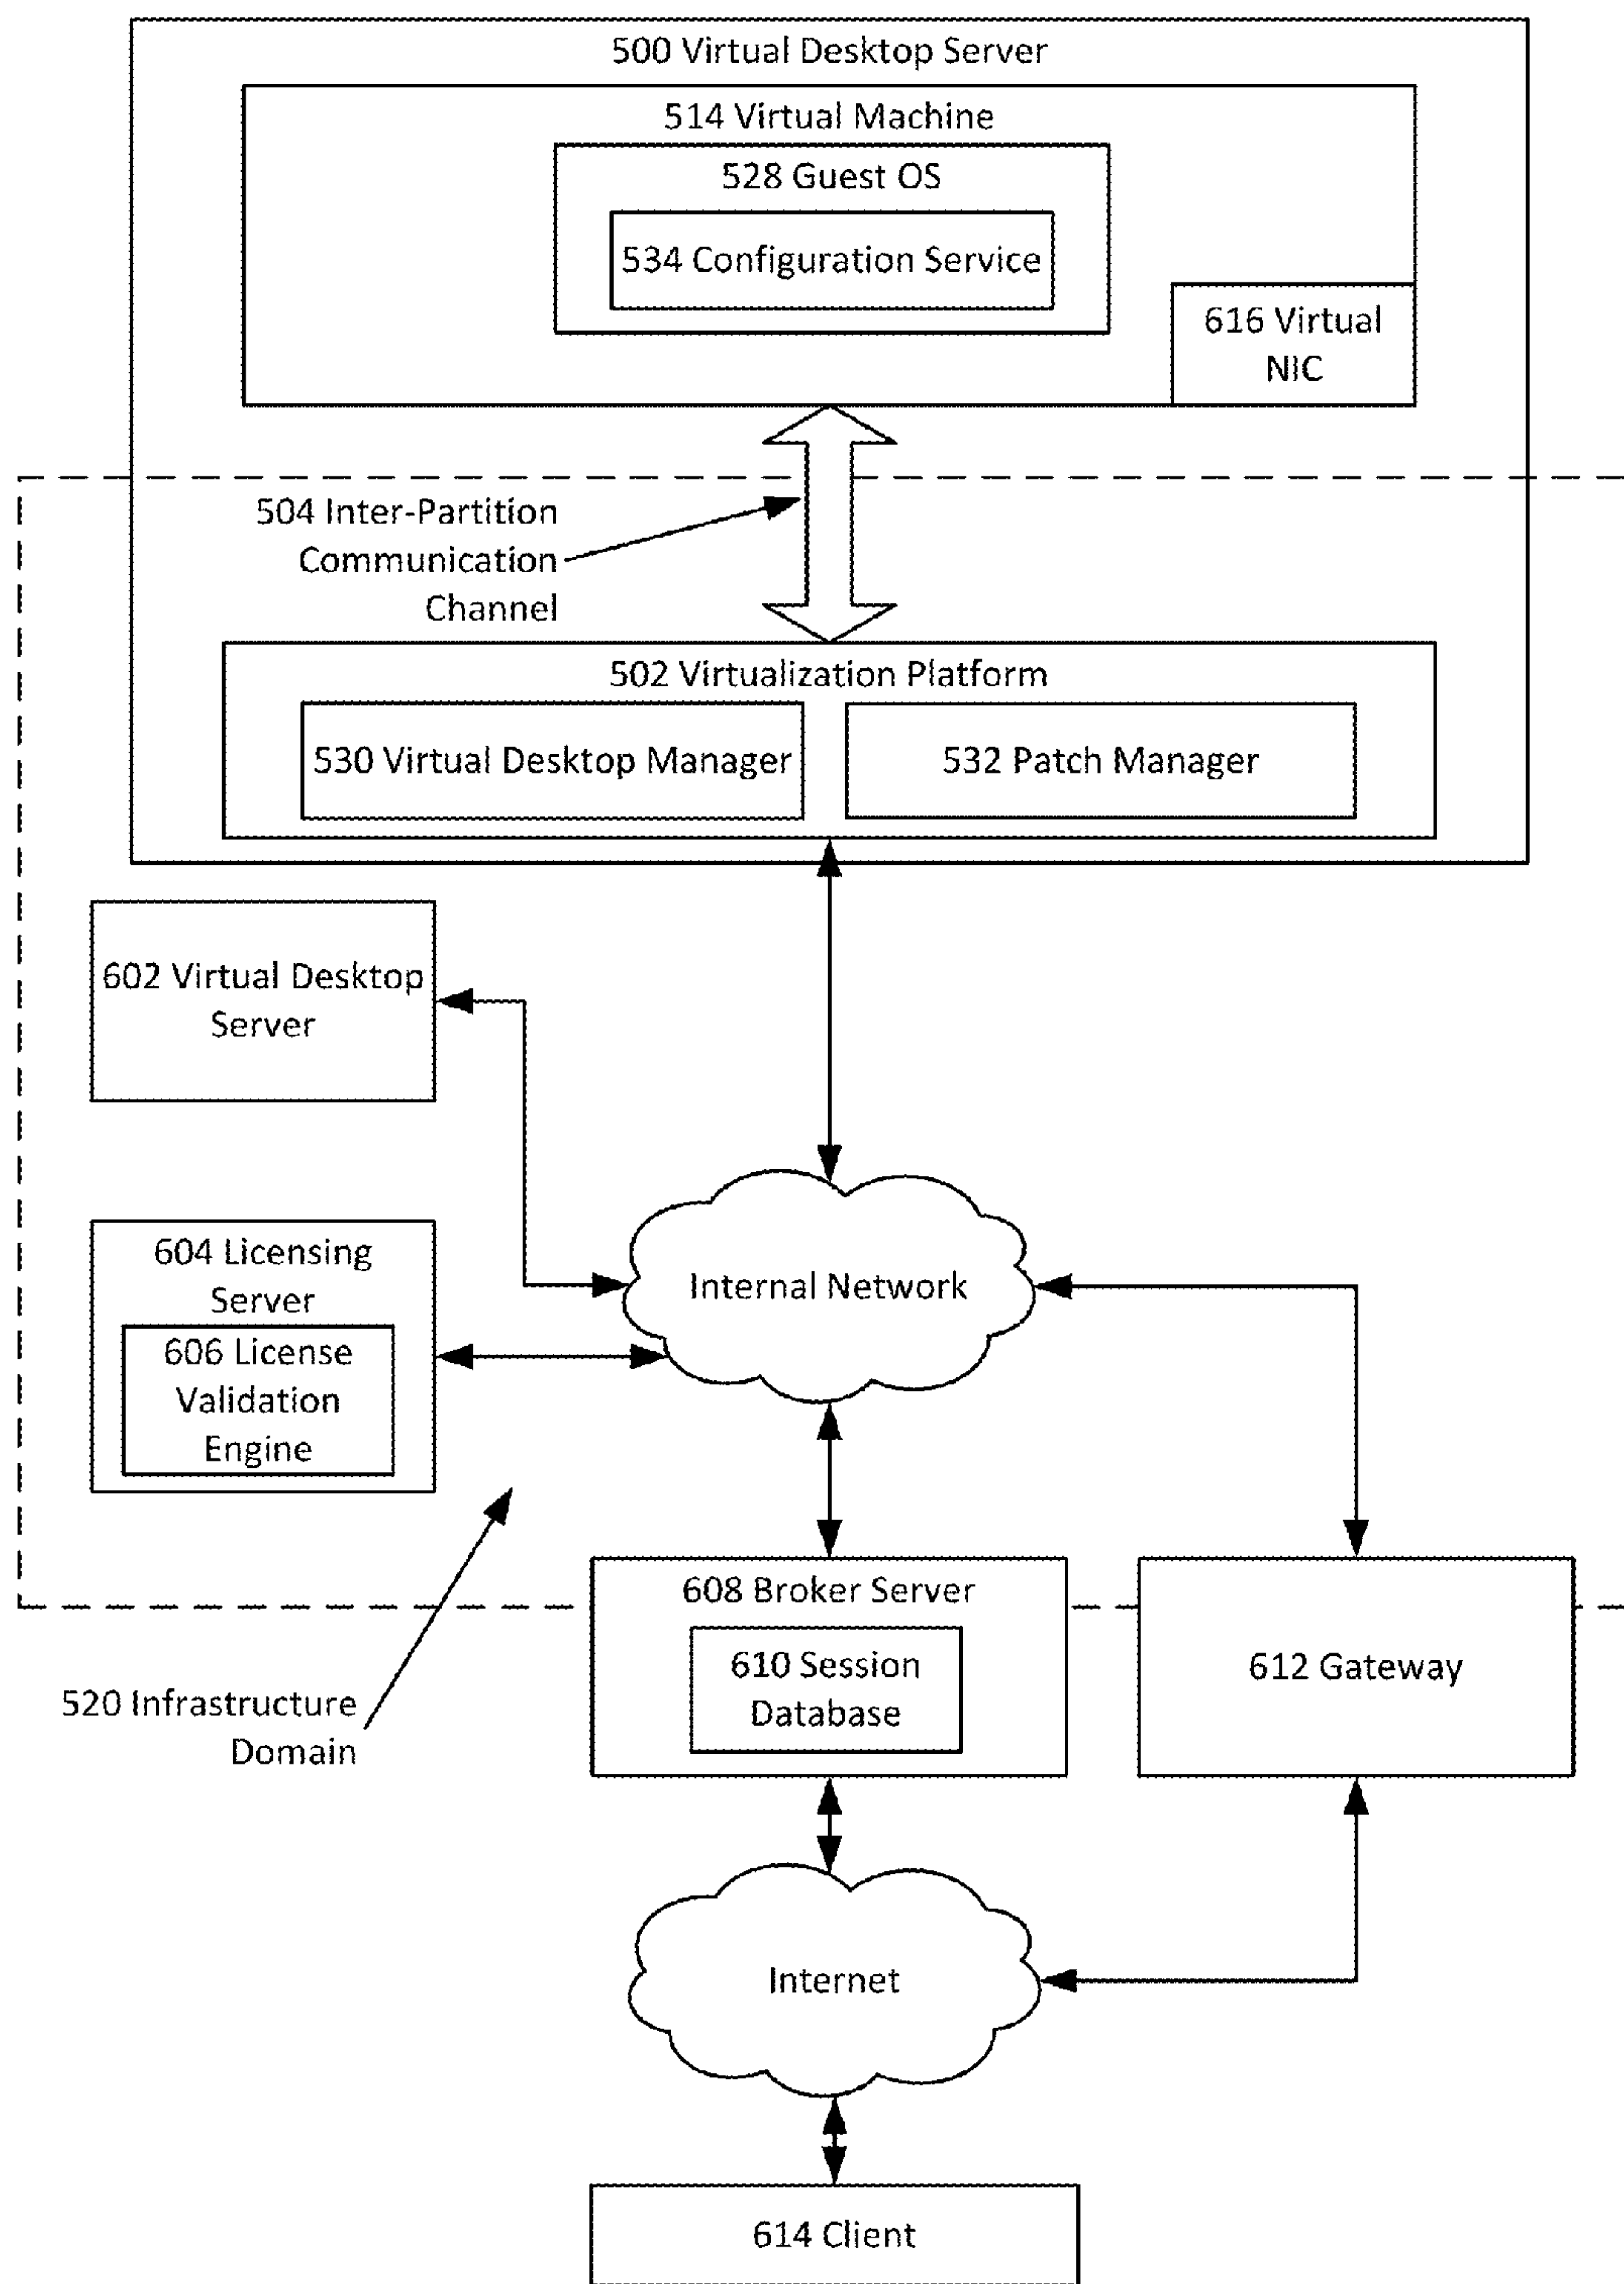 500 Virtual Desktop Server
514 Virtual Machine
528 Guest OS
534 Configuration Service
616 Virtual
NIC
504 Inter-Partition
Communication
Channel
502 Virtualization Platform
530 Virtual Desktop Manager
532 Patch Manager
602 Virtual Desktop
Server
604 Licensing
Server
606 License
Validation
Engine
Internal Network
608 Broker Server
610 Session
Database
612 Gateway
520 Infrastructure
Domain
Internet
614 Client